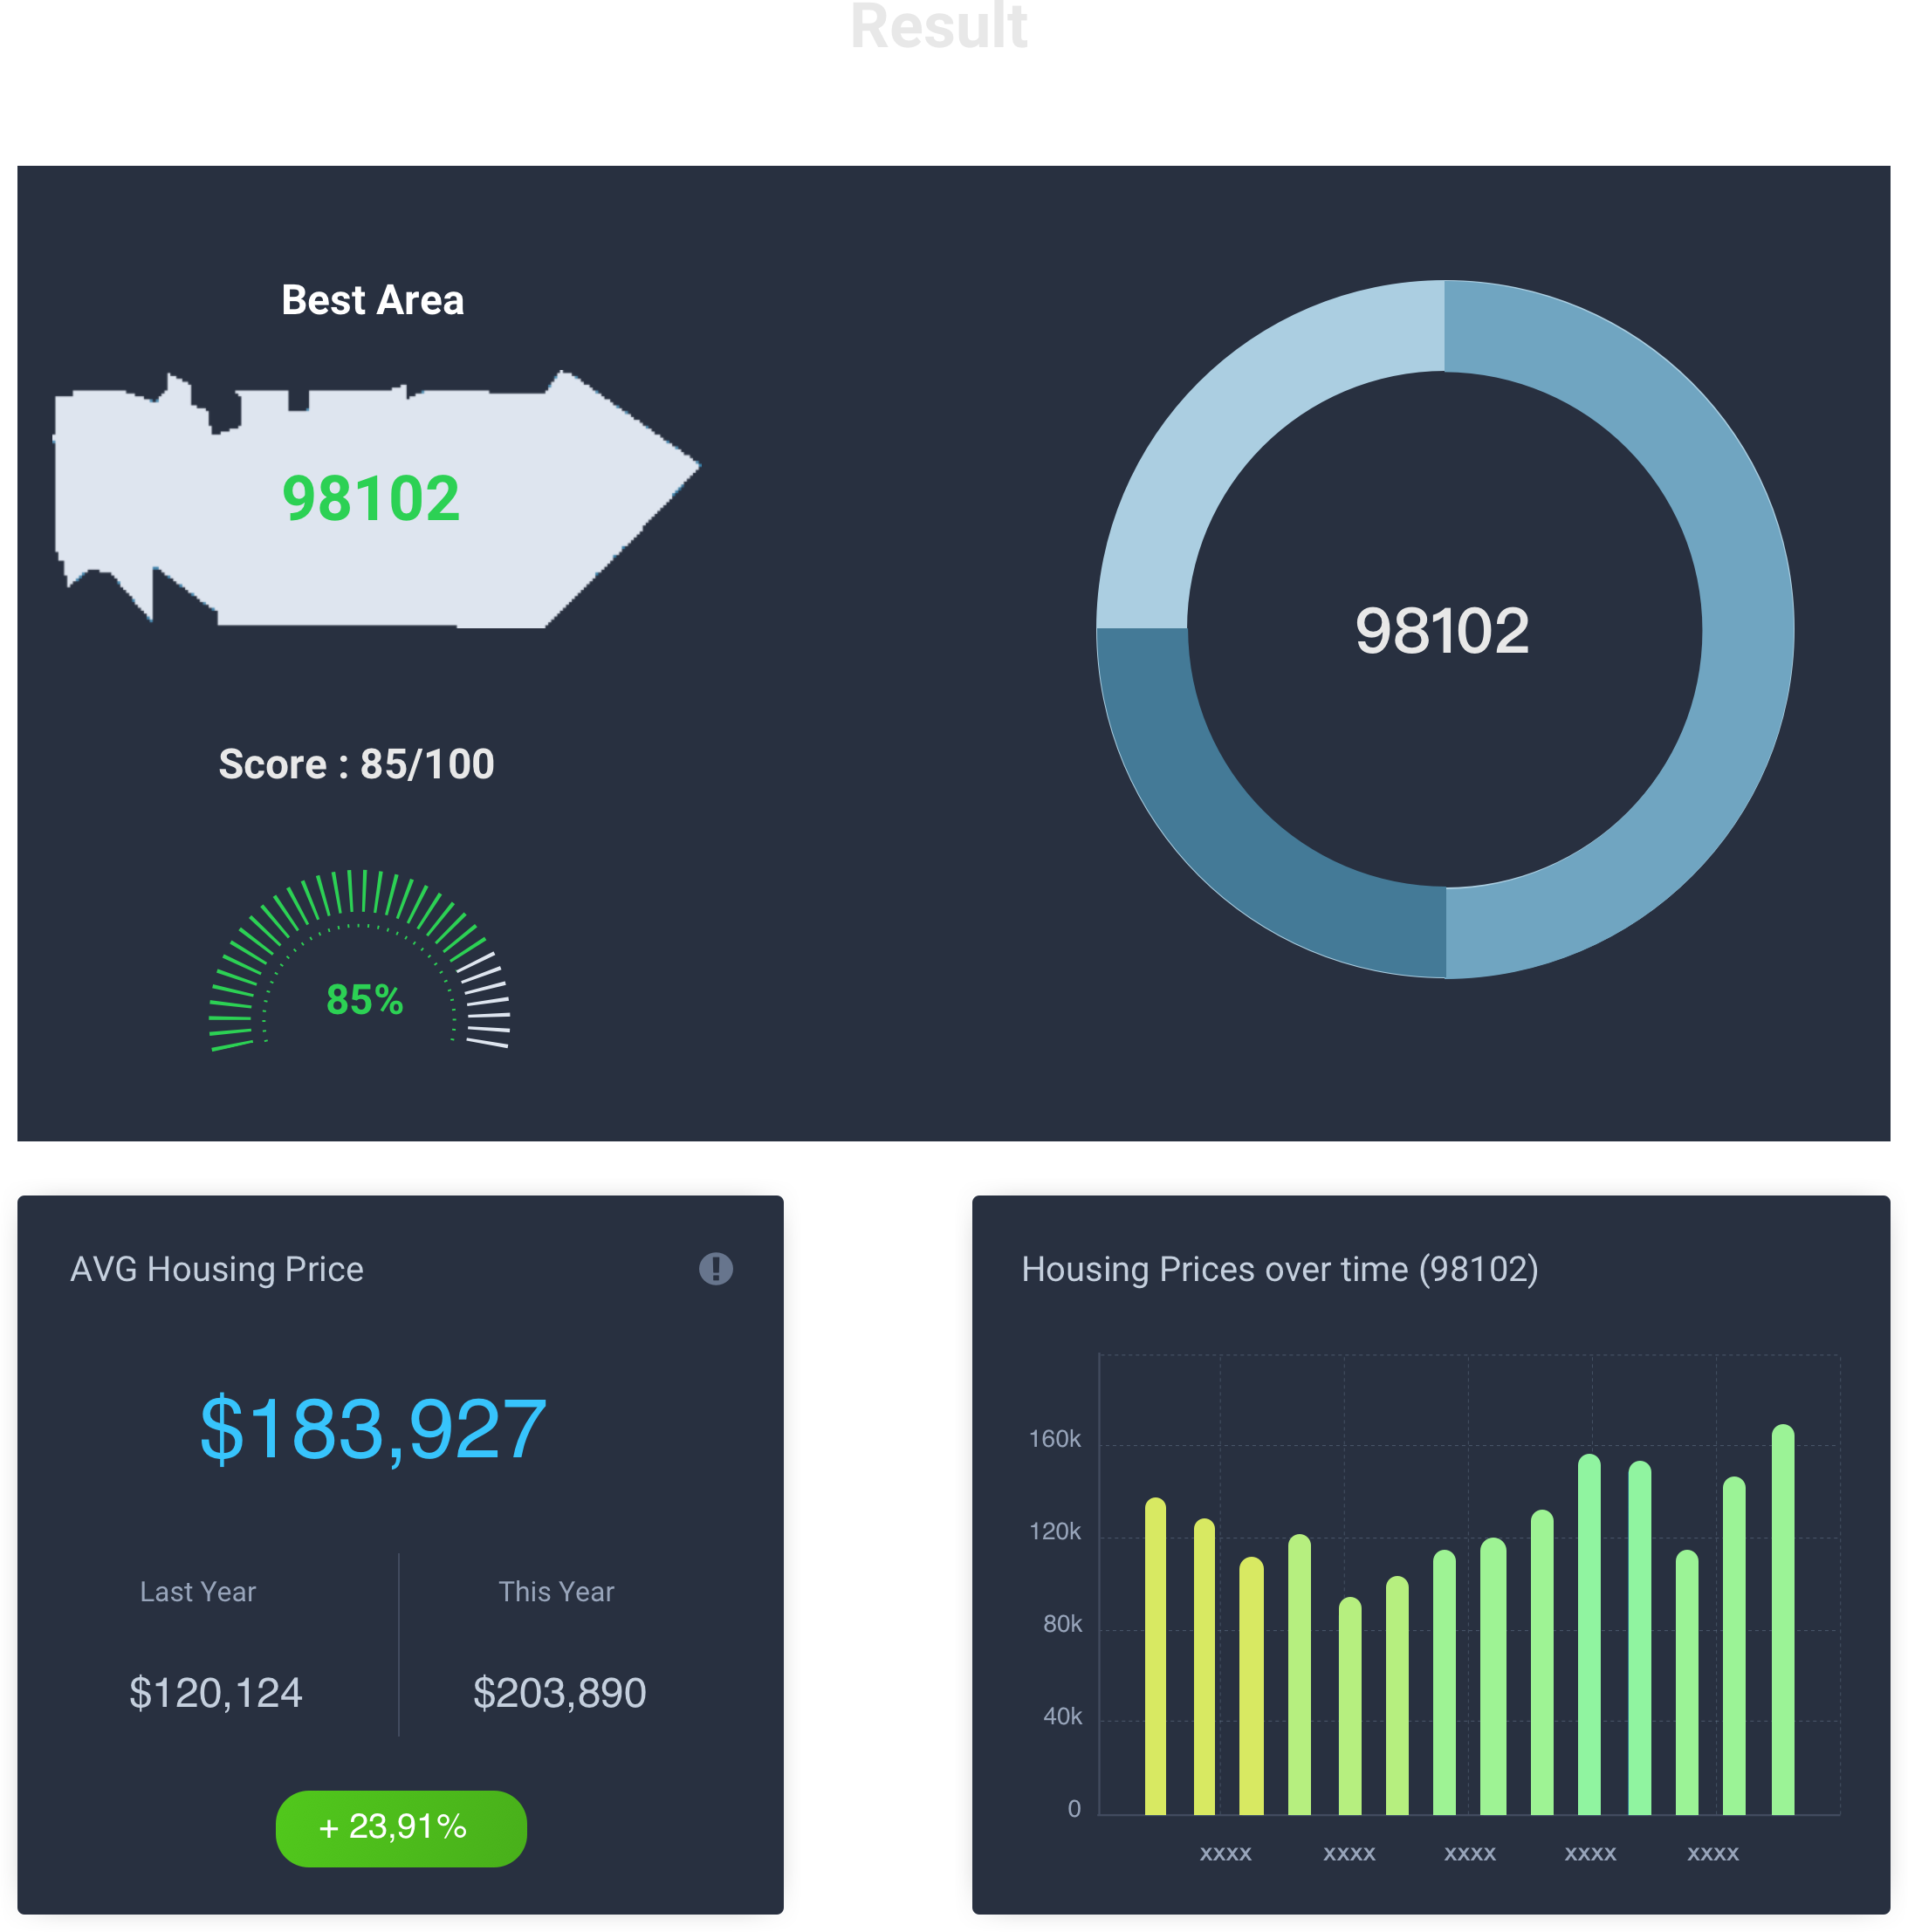 Result
Best Area
98102
98102
Score : 85/100
85%
AVG Housing Price
!
$183,927
Last Year
This Year
$120,124
$203,890
+ 23,91%
Housing Prices over time (98102)
160k
120k
80k
40k
0
xxxx xxxx xxxx xxxx xxxx